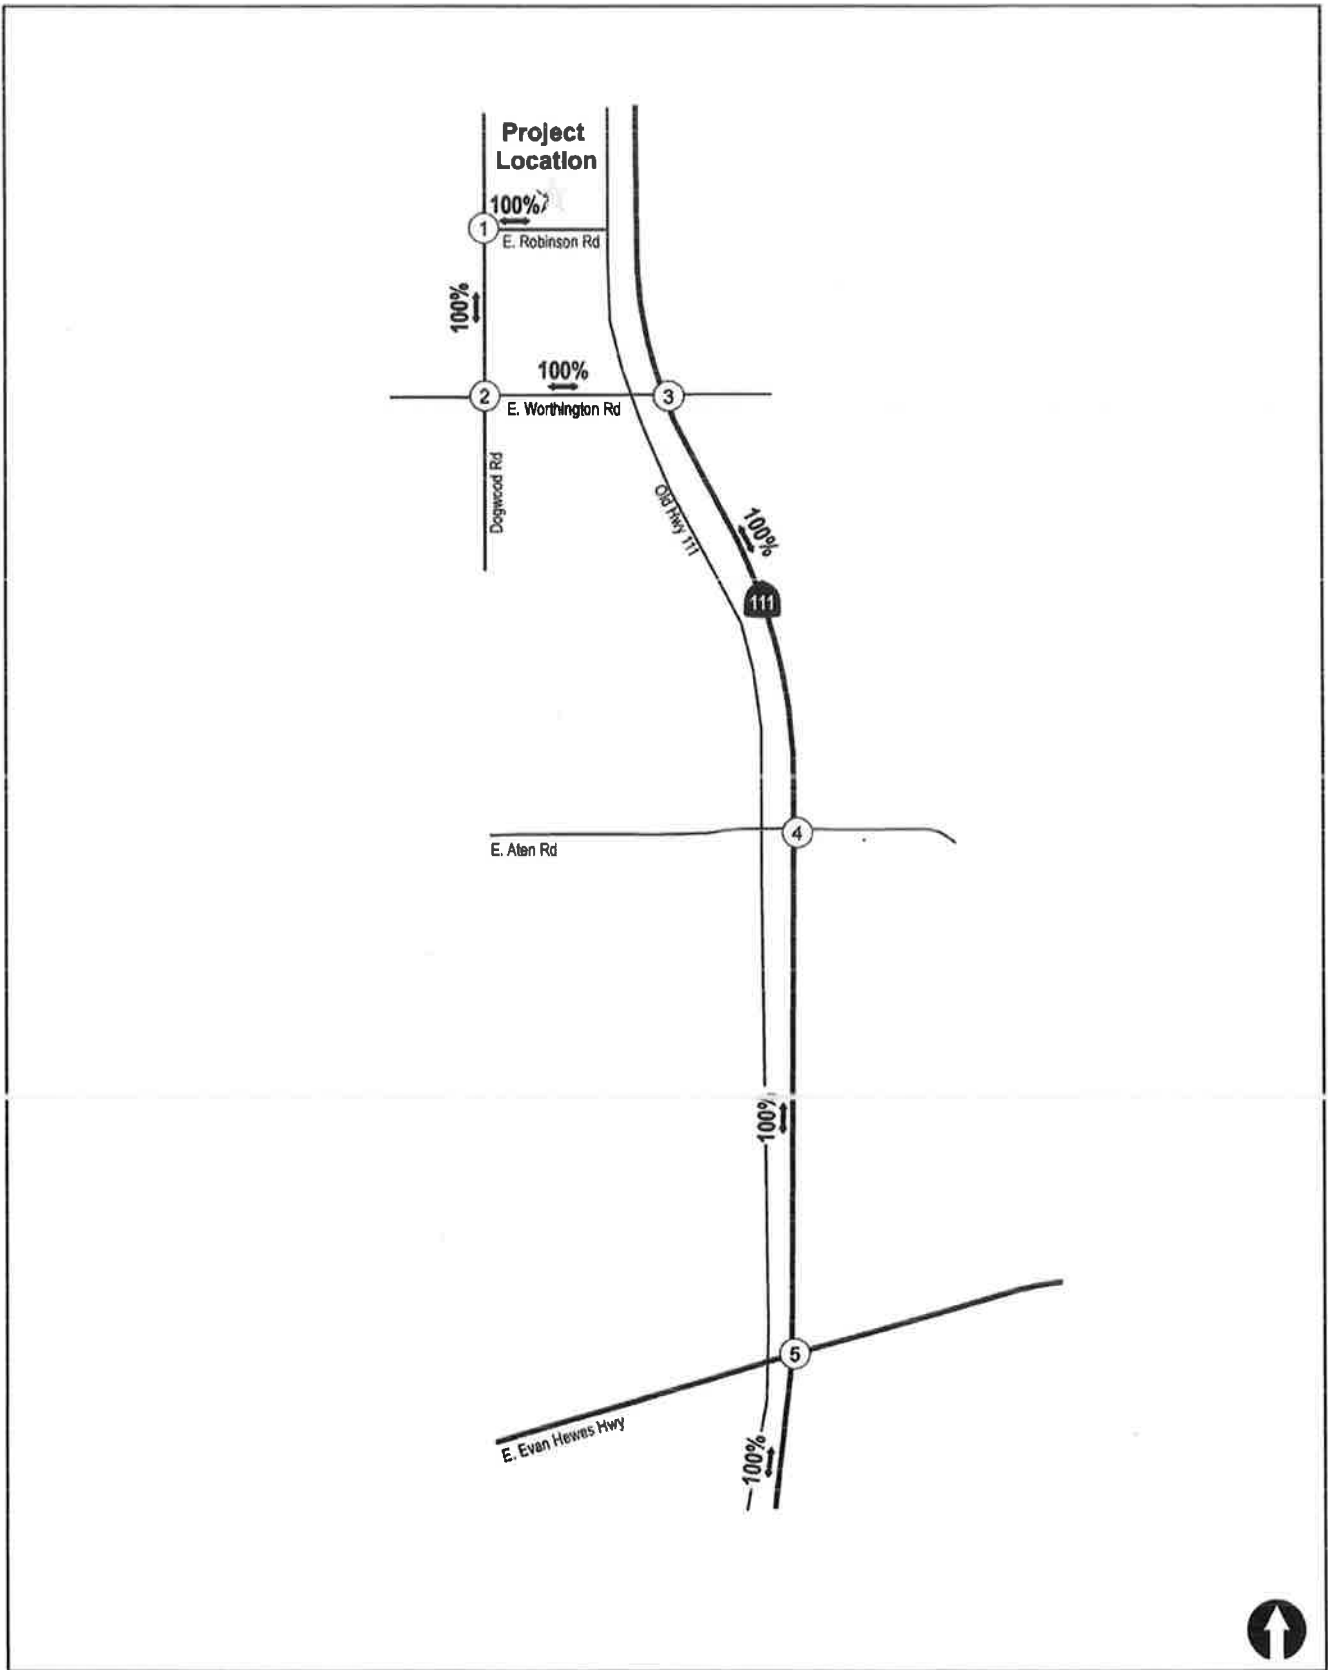 Project
Location
100%
1
E. Robinson Rd
100%
100%
2
E. Worthington Rd
3
Dogwood Rd
Old Hwy 111
100%
111
4
E. Aten Rd
100%
5
E. Evan Hewes Hwy
100%